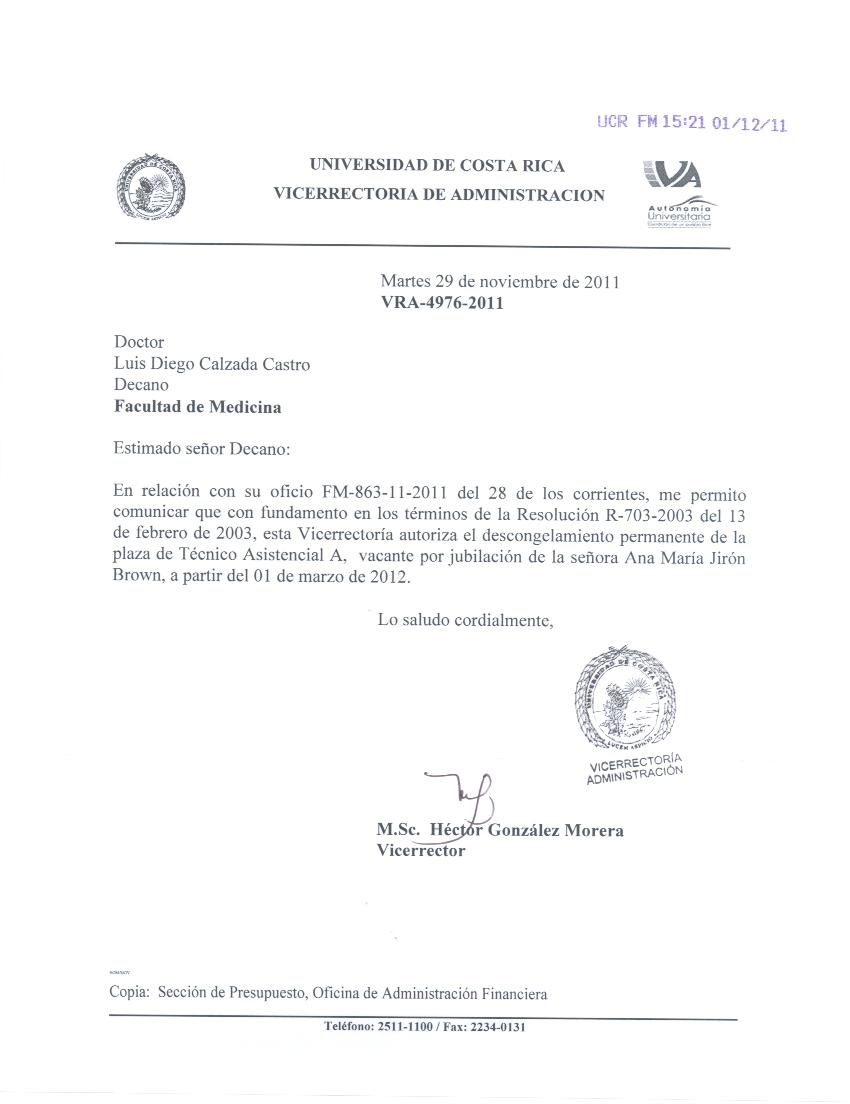 UCR FM 15:21 01/12/11
UNIVERSIDAD DE COSTA RICA
VICERRECTORIA DE ADMINISTRACION
VA
Autonomía
Universitaria
Martes 29 de noviembre de 2011
VRA-4976-2011
Doctor
Luis Diego Calzada Castro
Decano
Facultad de Medicina
Estimado señor Decano:
En relación con su oficio FM-863-11-2011 del 28 de los corrientes, me permito
comunicar que con fundamento en los términos de la Resolución R-703-2003 del 13
de febrero de 2003, esta Vicerrectoría autoriza el descongelamiento permanente de la
plaza de Técnico Asistencial A, vacante por jubilación de la señora Ana María Jirón
Brown, a partir del 01 de marzo de 2012.
Lo saludo cordialmente,
UNIVERSIDAD DE COSTA RICA
LUCEM ASPICIO
VICERRECTORÍA
ADMINISTRACIÓN
M.Sc. Héctor González Morera
Vicerrector
Copia: Sección de Presupuesto, Oficina de Administración Financiera
Teléfono: 2511-1100 / Fax: 2234-0131